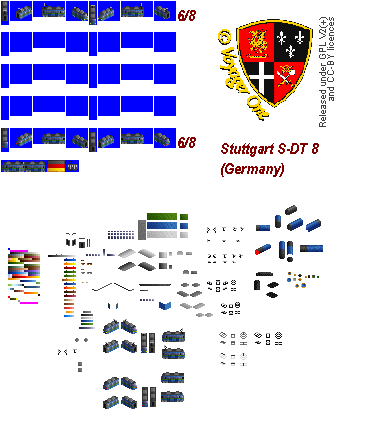 6/8
© Voyager One
Released under GPL V2(+)
and CC-BY licences
6/8
Stuttgart S-DT 8
(Germany)